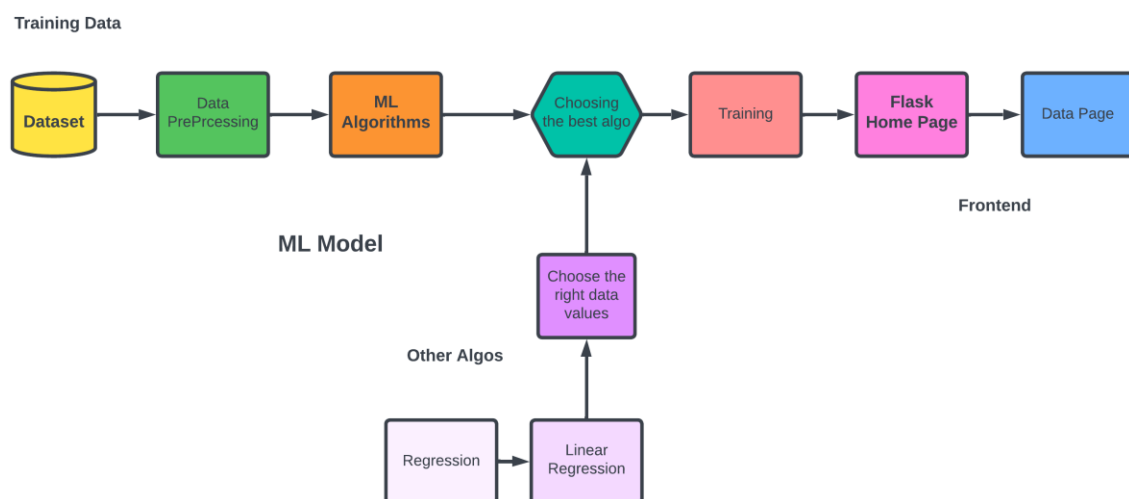 Training Data
Dataset
Data
PrePrcessing
ML
Algorithms
Choosing
the best algo
Training
Flask
Home Page
Data Page
Frontend
ML Model
Choose the
right data
values
Other Algos
Regression
Linear
Regression